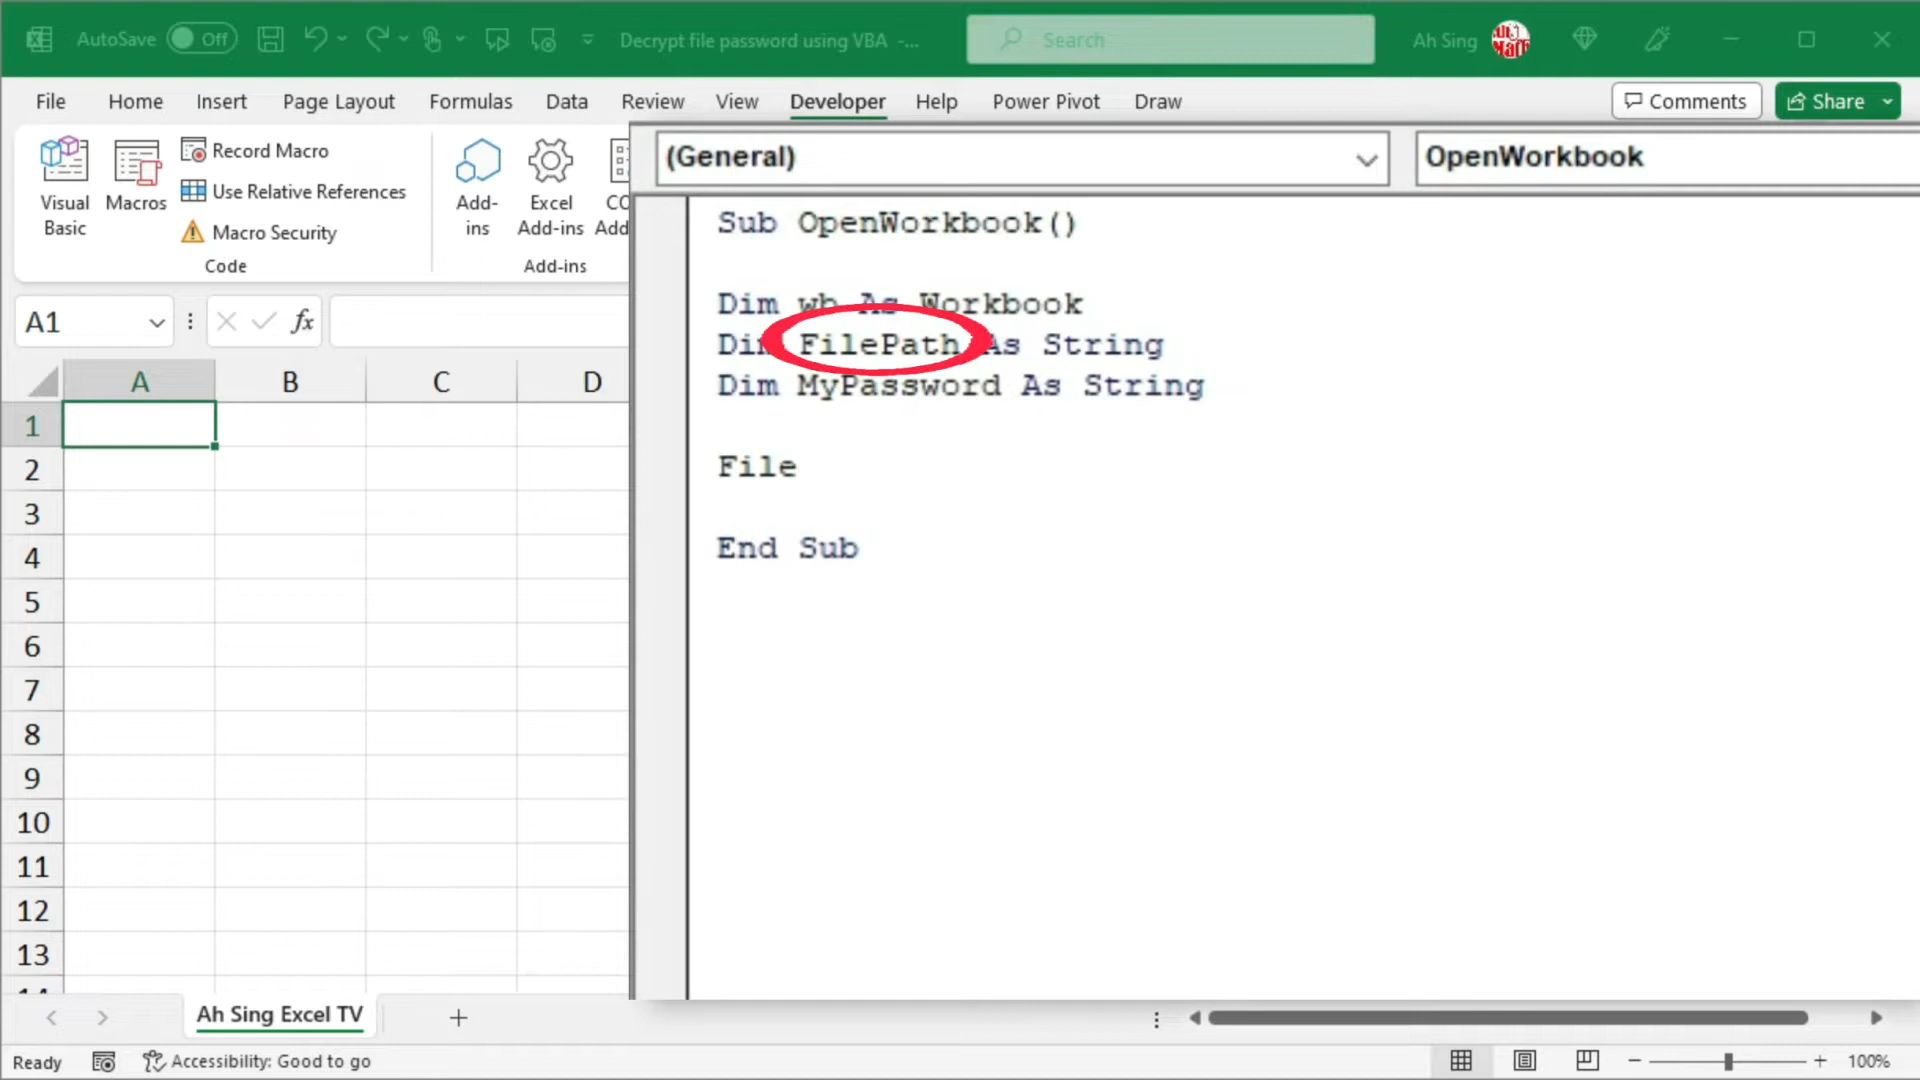 AutoSave Off
Decrypt file password using VBA -...
Search
Ah Sing
File Home Insert Page Layout Formulas Data Review View Developer Help Power Pivot Draw
Comments Share
Visual Basic
Macros
Record Macro
Use Relative References
Macro Security
Code
Add-ins
Excel Add-ins
Add-ins
(General)
OpenWorkbook
A1
fx
A B C D
1
2
3
4
5
6
7
8
9
10
11
12
13
Sub OpenWorkbook()
Dim wb As Workbook
Dim FilePath As String
Dim MyPassword As String
File
End Sub
Ah Sing Excel TV
Ready
Accessibility: Good to go
100%